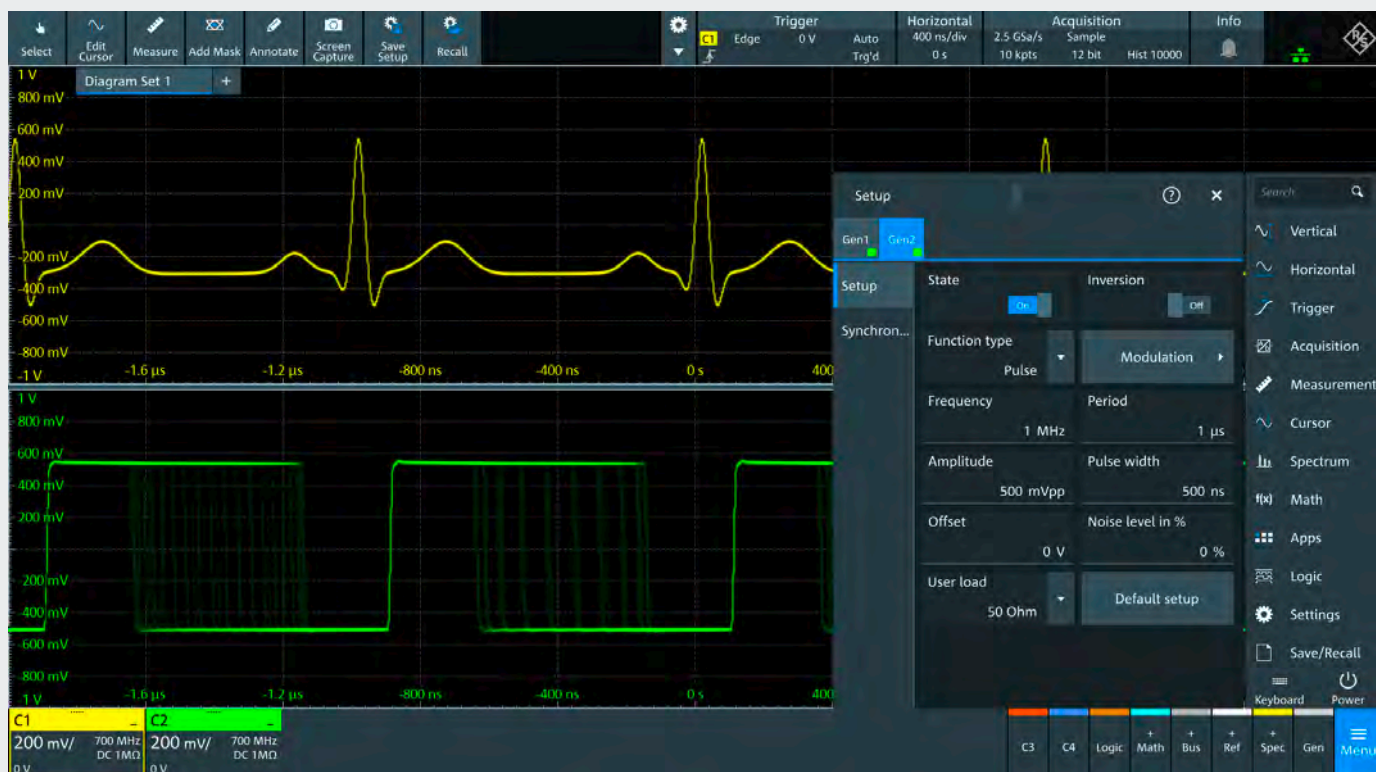 Select
Edit Cursor
Measure
Add Mask
Annotate
Screen Capture
Save Setup
Recall
Trigger
C1 Edge 0 V Auto
Trg'd
Horizontal
400 ns/div
0 s
Acquisition
2.5 GSa/s Sample
10 kpts 12 bit Hist 10000
Info
R/S
Diagram Set 1 +
1 V
800 mV
600 mV
400 mV
200 mV
-200 mV
-400 mV
-600 mV
-800 mV
-1 V
-1.6 µs -1.2 µs -800 ns -400 ns 0 s 400
1 V
800 mV
600 mV
400 mV
200 mV
-200 mV
-400 mV
-600 mV
-800 mV
-1 V
-1.6 µs -1.2 µs -800 ns -400 ns 0 s 400
Setup ? ×
Gen1 Gen2
Setup
Synchron...
State Inversion
On Off
Function type
Pulse
Modulation
Frequency Period
1 MHz 1 µs
Amplitude Pulse width
500 mVpp 500 ns
Offset Noise level in %
0 V 0 %
User load
50 Ohm
Default setup
Search
Vertical
Horizontal
Trigger
Acquisition
Measurement
Cursor
Spectrum
f(x) Math
Apps
Logic
Settings
Save/Recall
Keyboard Power
C1
200 mV/ 700 MHz
DC 1MΩ
0 V
C2
200 mV/ 700 MHz
DC 1MΩ
0 V
C3
C4
Logic
+ Math
+ Bus
+ Ref
+ Spec
Gen
Menu